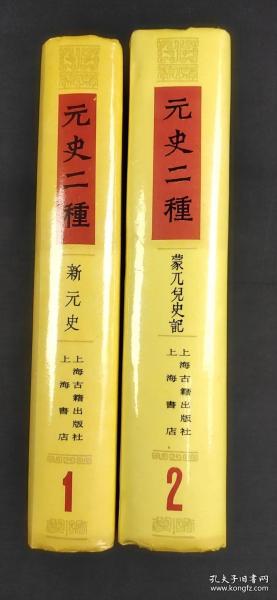 元史二種
新元史
上海古籍出版社
上海書店
1
元史二種
蒙兀兒史記
上海古籍出版社
上海書店
2
孔夫子旧书网